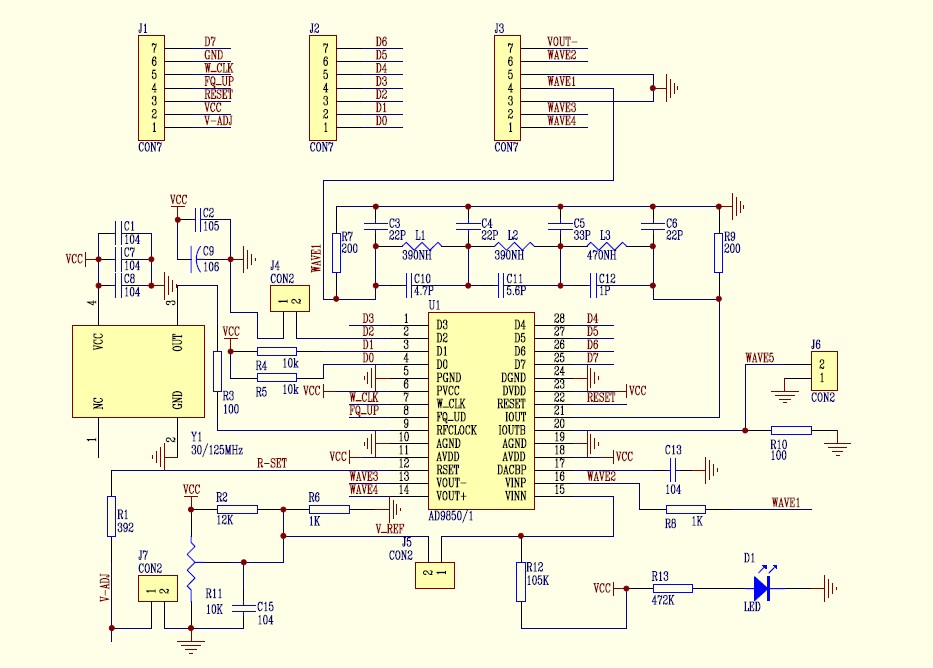 J1
7 D7
6 GND
5 W_CLK
4 FQ_UP
3 RESET
2 VCC
1 V-ADJ
CON7
J2
7 D6
6 D5
5 D4
4 D3
3 D2
2 D1
1 D0
CON7
J3
7 VOUT-
6 WAVE2
5
4 WAVE1
3
2 WAVE3
1 WAVE4
CON7
VCC
C2
105
C9
106
C1
104
VCC
C7
104
C8
104
4
3
VCC
OUT
NC
GND
1
2
Y1
30/125MHz
R3
100
J4
CON2
1 2
VCC
R4
10k
R5
10k
WAVE1
R7
200
C3
22P
L1
390NH
C4
22P
L2
390NH
C5
33P
L3
470NH
C6
22P
R9
200
C10
4.7P
C11
5.6P
C12
1P
U1
D3 1 D3 D4 28 D4
D2 2 D2 D5 27 D5
D1 3 D1 D6 26 D6
D0 4 D0 D7 25 D7
5 PGND DGND 24
VCC 6 PVCC DVDD 23 VCC
W_CLK 7 W_CLK RESET 22 RESET
FQ_UP 8 FQ_UD IOUT 21
9 RFCLOCK IOUTB 20
10 AGND AGND 19
VCC 11 AVDD AVDD 18 VCC
R-SET 12 RSET DACBP 17
WAVE3 13 VOUT- VINP 16 WAVE2
WAVE4 14 VOUT+ VINN 15
AD9850/1
WAVE5
J6
2
1
CON2
R10
100
C13
104
R8 1K
WAVE1
R1
392
VCC
R2
12K
R6
1K
V_REF
J5
CON2
2 1
V-ADJ
J7
CON2
1 2
R11
10K
C15
104
R12
105K
VCC
R13
472K
D1
LED